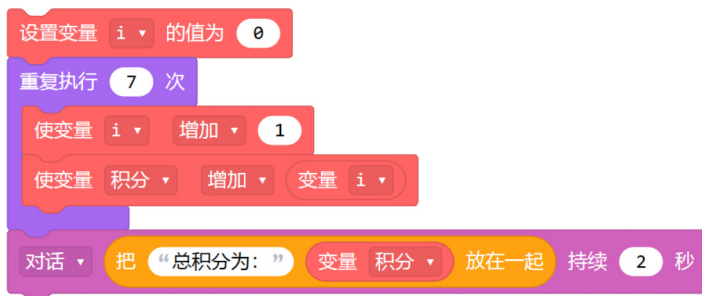 设置变量 i 的值为 0
重复执行 7 次
使变量 i 增加 1
使变量 积分 增加 变量 i
对话 把 “总积分为：” 变量 积分 放在一起 持续 2 秒